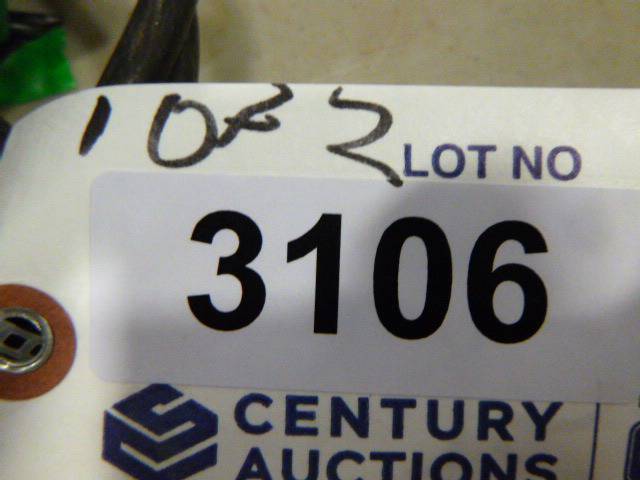 1 OF 2
LOT NO
3106
CENTURY
AUCTIONS